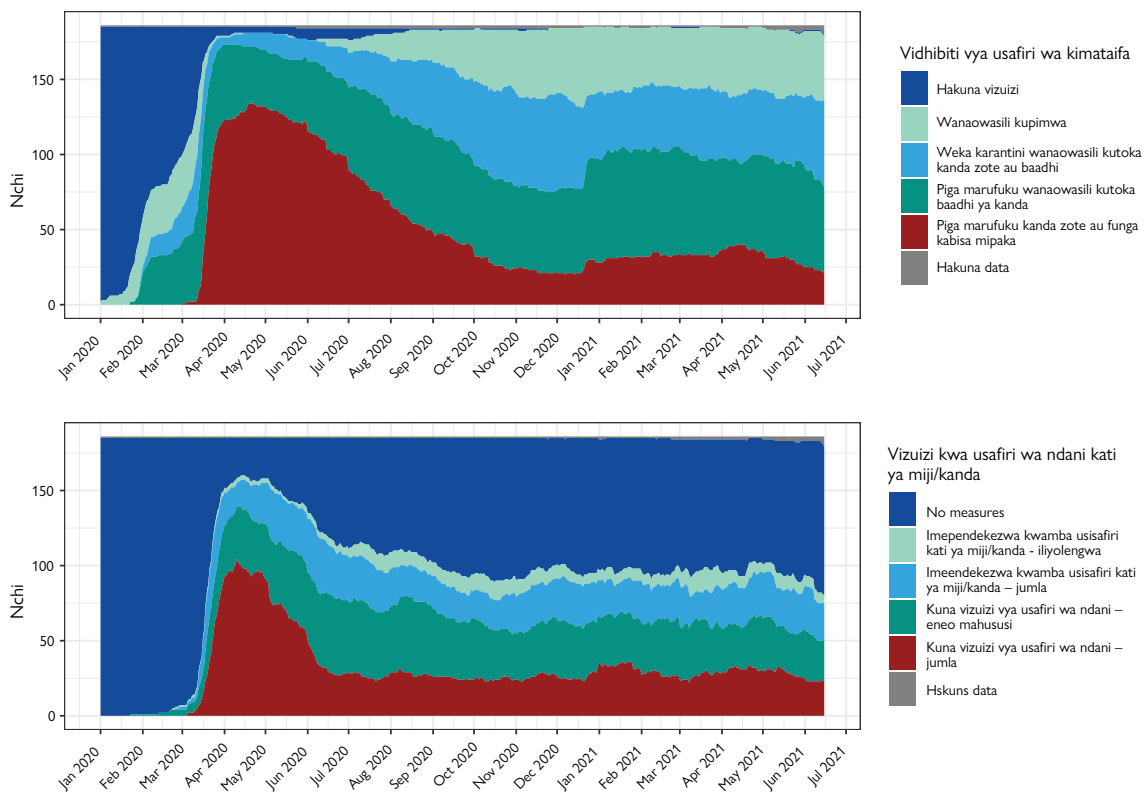 Nchi
150
100
50
0
Jan 2020
Feb 2020
Mar 2020
Apr 2020
May 2020
Jun 2020
Jul 2020
Aug 2020
Sep 2020
Oct 2020
Nov 2020
Dec 2020
Jan 2021
Feb 2021
Mar 2021
Apr 2021
May 2021
Jun 2021
Jul 2021
Vidhibiti vya usafiri wa kimataifa
Hakuna vizuizi
Wanaowasili kupimwa
Weka karantini wanaowasili kutoka
kanda zote au baadhi
Piga marufuku wanaowasili kutoka
baadhi ya kanda
Piga marufuku kanda zote au funga
kabisa mipaka
Hakuna data
Nchi
150
100
50
0
Jan 2020
Feb 2020
Mar 2020
Apr 2020
May 2020
Jun 2020
Jul 2020
Aug 2020
Sep 2020
Oct 2020
Nov 2020
Dec 2020
Jan 2021
Feb 2021
Mar 2021
Apr 2021
May 2021
Jun 2021
Jul 2021
Vizuizi kwa usafiri wa ndani kati
ya miji/kanda
No measures
Imependekezwa kwamba usisafiri
kati ya miji/kanda - iliyolengwa
Imeendekezwa kwamba usisafiri kati
ya miji/kanda – jumla
Kuna vizuizi vya usafiri wa ndani –
eneo mahususi
Kuna vizuizi vya usafiri wa ndani –
jumla
Hskuns data